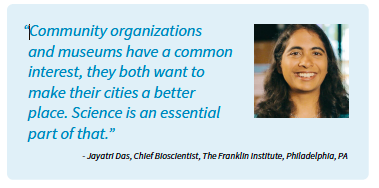 “Community organizations
and museums have a common
interest, they both want to
make their cities a better
place. Science is an essential
part of that.”
- Jayatri Das, Chief Bioscientist, The Franklin Institute, Philadelphia, PA